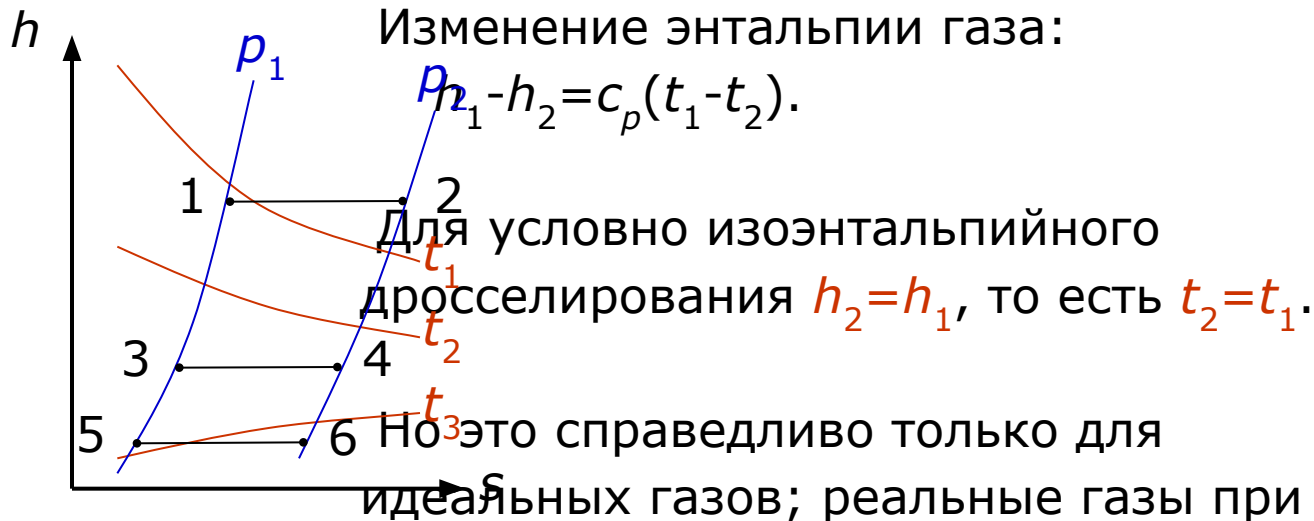 h
p₁
p₂
1
2
3
4
5
6
t₁
t₂
t₃
s
Изменение энтальпии газа:
h₁-h₂=cₚ(t₁-t₂).
Для условно изоэнтальпийного
дросселирования h₂=h₁, то есть t₂=t₁.
Но это справедливо только для
идеальных газов; реальные газы при